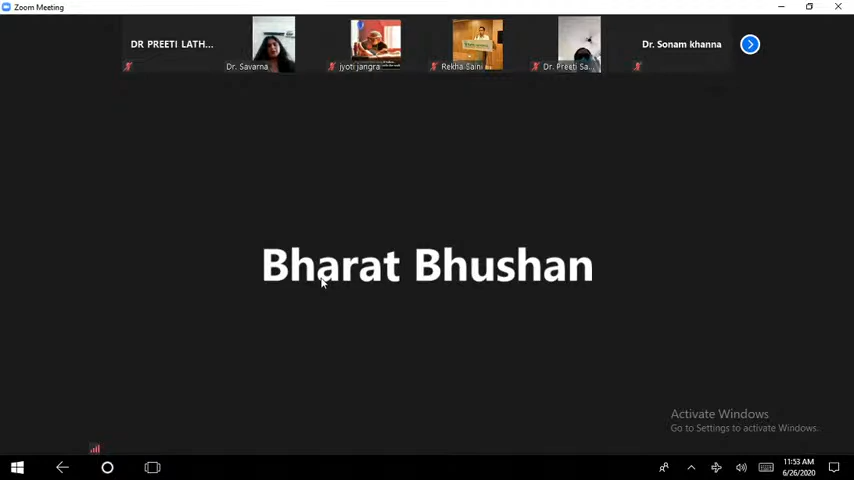 Zoom Meeting
DR PREETI LATH...
Dr. Savarna
jyoti jangra
Rekha Saini
Dr. Preeti Sa...
Dr. Sonam khanna
Bharat Bhushan
Activate Windows
Go to Settings to activate Windows.
11:53 AM
6/26/2020